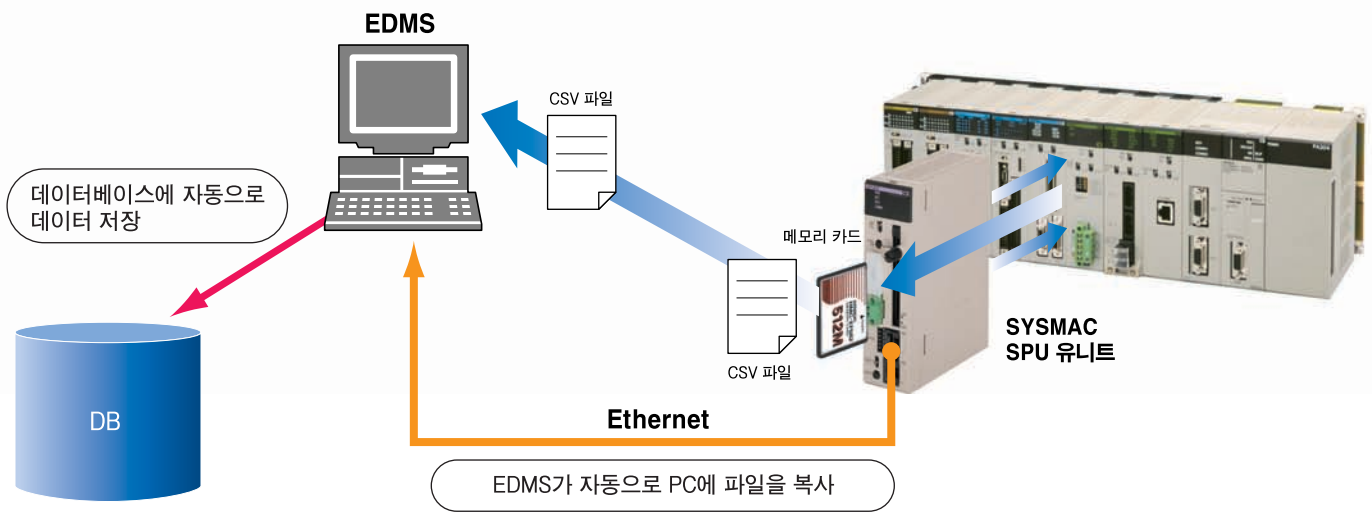 EDMS
CSV 파일
데이터베이스에 자동으로
데이터 저장
메모리 카드
512M
SYSMAC
SPU 유니트
CSV 파일
DB
Ethernet
EDMS가 자동으로 PC에 파일을 복사